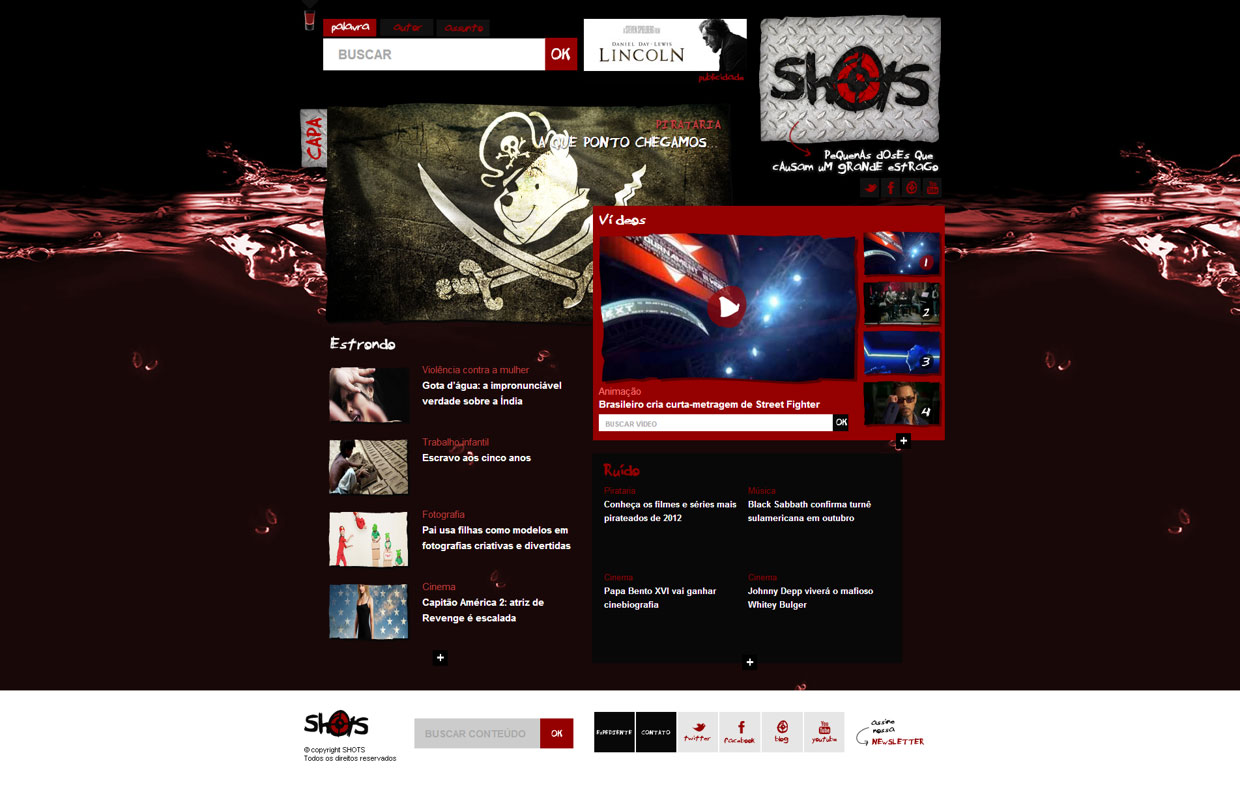 palavra
autor
assunto
BUSCAR
OK
DANIEL DAY-LEWIS
LINCOLN
publicidade
SHOTS
PEQUENAS DOSES QUE
CAUSAM UM GRANDE ESTRAGO
CAPA
PIRATARIA
A QUE PONTO CHEGAMOS
Vídeos
1
2
3
4
Animação
Brasileiro cria curta-metragem de Street Fighter
BUSCAR VIDEO
OK
+
Estrondo
Violência contra a mulher
Gota d'água: a impronunciável
verdade sobre a Índia
Trabalho infantil
Escravo aos cinco anos
Fotografia
Pai usa filhas como modelos em
fotografias criativas e divertidas
Cinema
Capitão América 2: atriz de
Revenge é escalada
+
Ruído
Pirataria
Conheça os filmes e séries mais
pirateados de 2012
Música
Black Sabbath confirma turnê
sulamericana em outubro
Cinema
Papa Bento XVI vai ganhar
cinebiografia
Cinema
Johnny Depp viverá o mafioso
Whitey Bulger
+
SHOTS
© copyright SHOTS
Todos os direitos reservados
BUSCAR CONTEÚDO
OK
EXPEDIENTE
CONTATO
twitter
facebook
blog
You
Tube
youtube
assine
nossa
NEWSLETTER